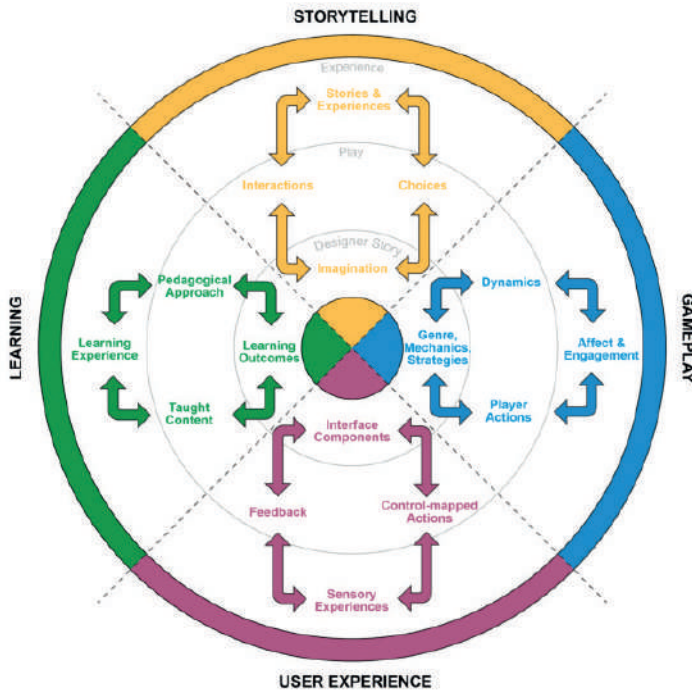 STORYTELLING
Experience
Stories &
Experiences
Play
Interactions
Choices
Designer Story
Imagination
LEARNING
Pedagogical
Approach
Learning
Experience
Learning
Outcomes
Taught
Content
GAMEPLAY
Dynamics
Genre,
Mechanics,
Strategies
Affect &
Engagement
Player
Actions
Interface
Components
Feedback
Control-mapped
Actions
Sensory
Experiences
USER EXPERIENCE